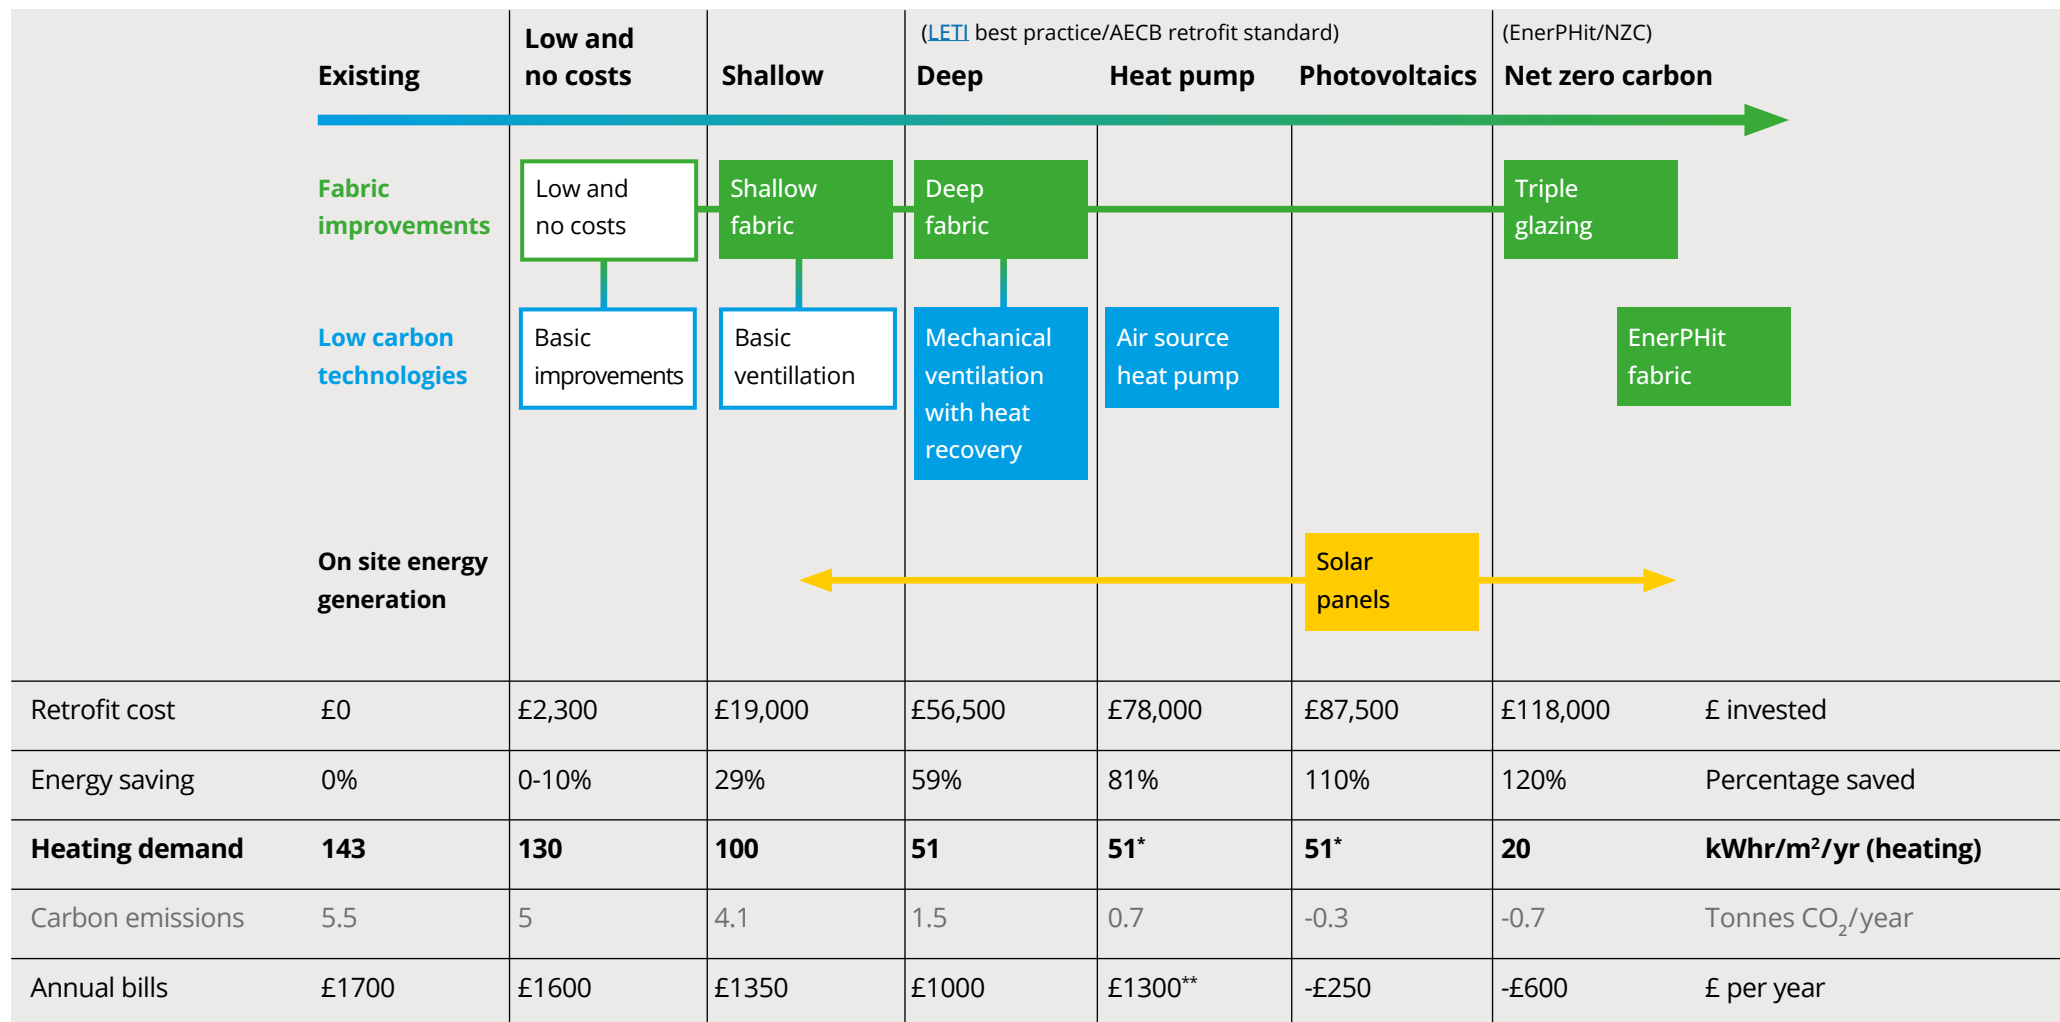 (LETI best practice/AECB retrofit standard)
(EnerPHit/NZC)
Existing
Low and
no costs
Shallow
Deep
Heat pump
Photovoltaics
Net zero carbon
Fabric
improvements
Low and
no costs
Shallow
fabric
Deep
fabric
Triple
glazing
Low carbon
technologies
Basic
improvements
Basic
ventillation
Mechanical
ventilation
with heat
recovery
Air source
heat pump
EnerPHit
fabric
On site energy
generation
Solar
panels
Retrofit cost £0 £2,300 £19,000 £56,500 £78,000 £87,500 £118,000 £ invested
Energy saving 0% 0-10% 29% 59% 81% 110% 120% Percentage saved
Heating demand 143 130 100 51 51* 51* 20 kWhr/m²/yr (heating)
Carbon emissions 5.5 5 4.1 1.5 0.7 -0.3 -0.7 Tonnes CO₂/year
Annual bills £1700 £1600 £1350 £1000 £1300** -£250 -£600 £ per year